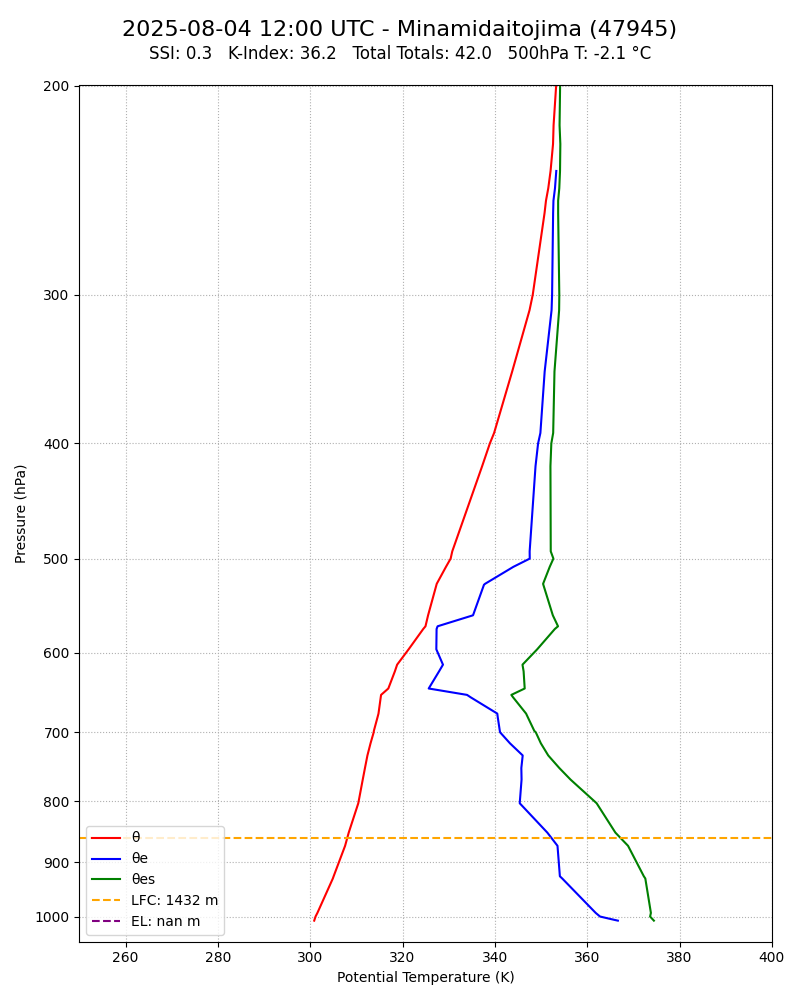 2025-08-04 12:00 UTC - Minamidaitojima (47945)
SSI: 0.3   K-Index: 36.2   Total Totals: 42.0   500hPa T: -2.1 °C
200
300
400
500
600
700
800
900
1000
Pressure (hPa)
θ
θe
θes
LFC: 1432 m
EL: nan m
260
280
300
320
340
360
380
400
Potential Temperature (K)